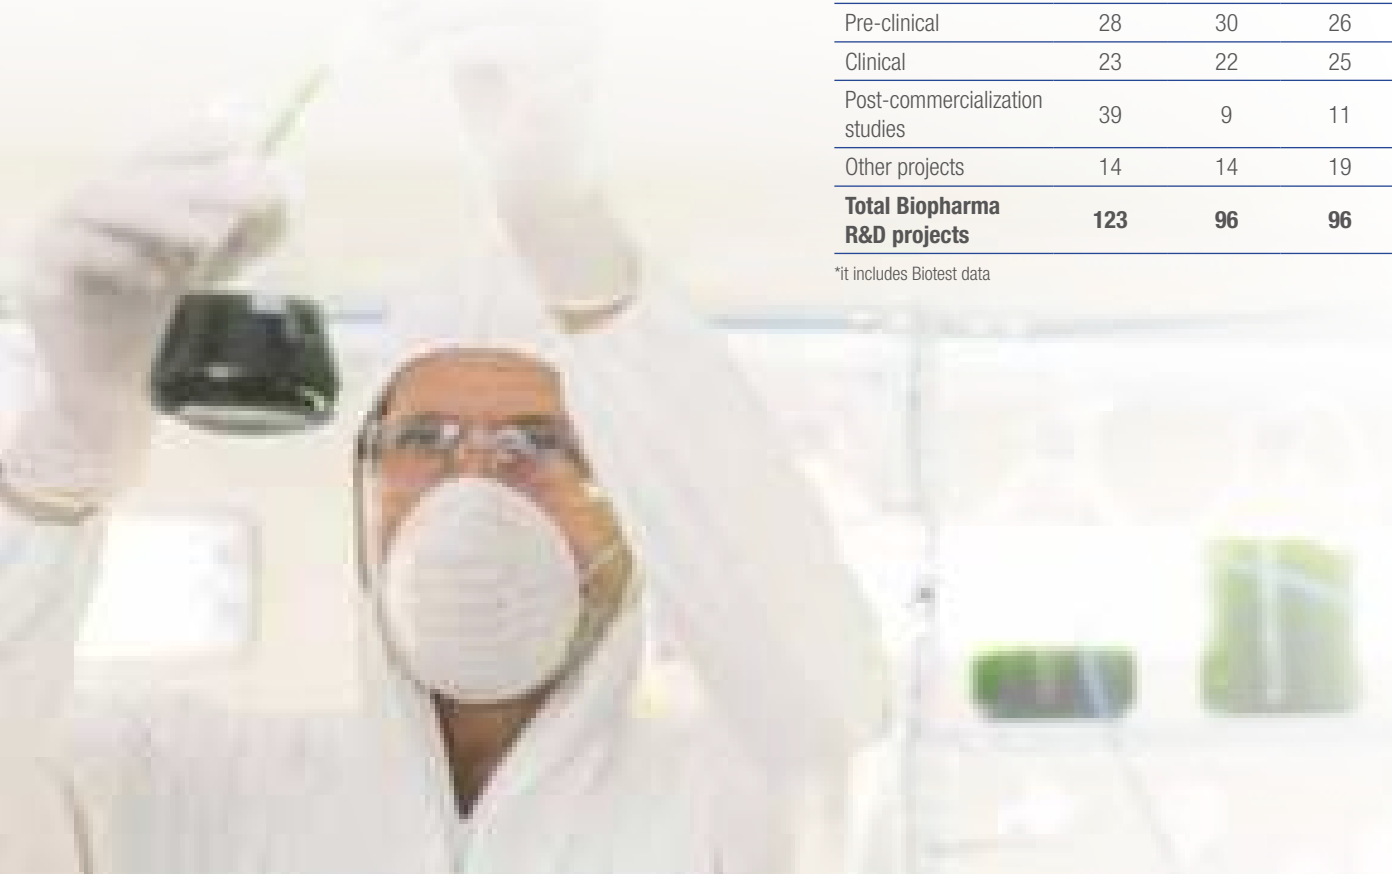 Pre-clinical 28 30 26
Clinical 23 22 25
Post-commercialization
studies 39 9 11
Other projects 14 14 19
Total Biopharma
R&D projects 123 96 96
*it includes Biotest data